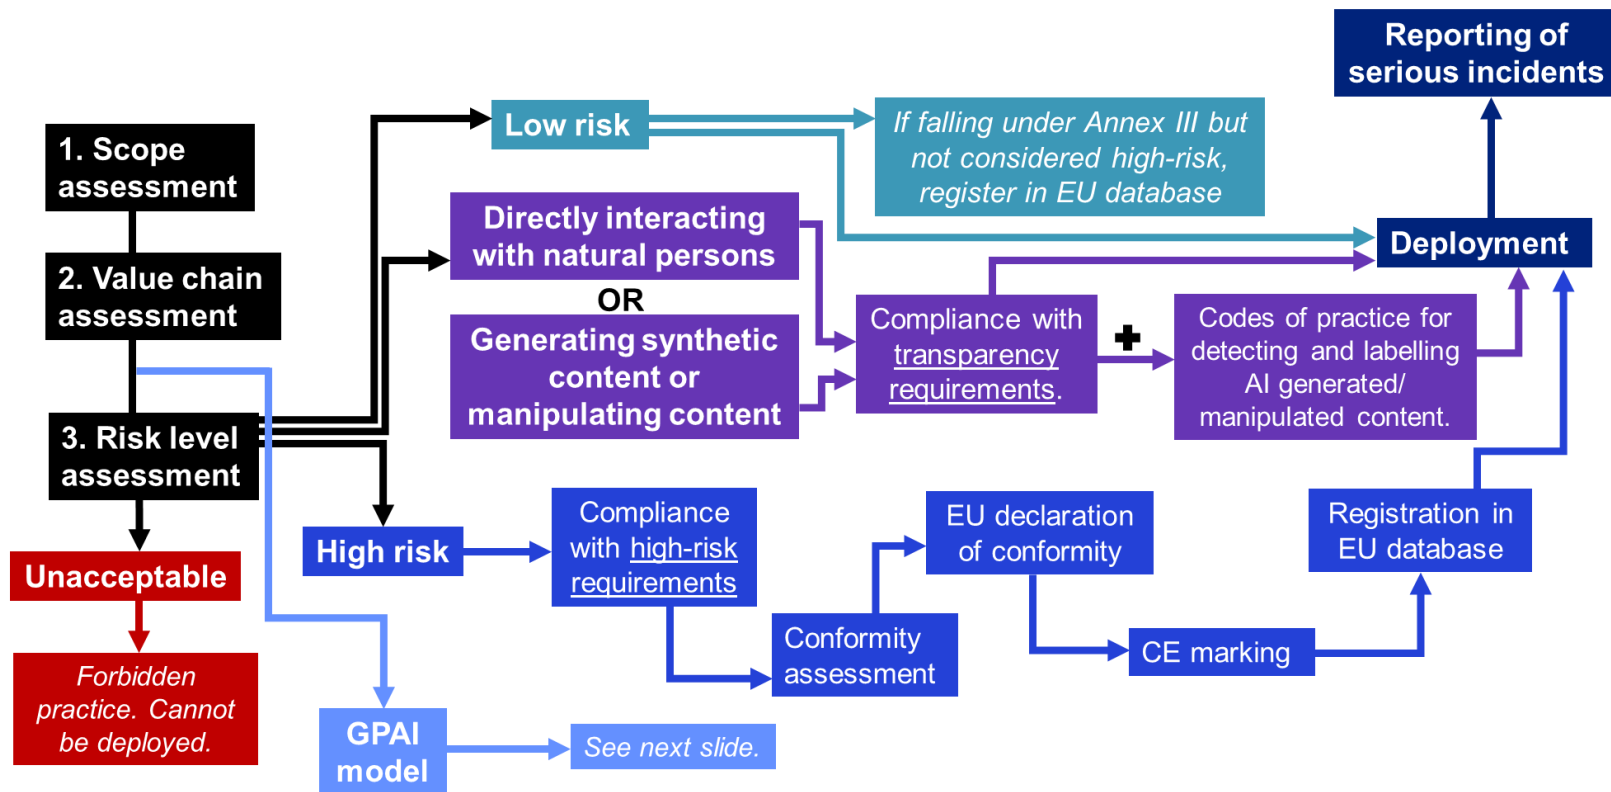 Reporting of
serious incidents
Low risk
If falling under Annex III but
not considered high-risk,
register in EU database
1. Scope
assessment
Directly interacting
with natural persons
Deployment
2. Value chain
assessment
OR
Generating synthetic
content or
manipulating content
Compliance with
transparency
requirements.
Codes of practice for
detecting and labelling
AI generated/
manipulated content.
3. Risk level
assessment
High risk
Compliance
with high-risk
requirements
EU declaration
of conformity
Registration in
EU database
Unacceptable
Conformity
assessment
CE marking
Forbidden
practice. Cannot
be deployed.
GPAI
model
See next slide.